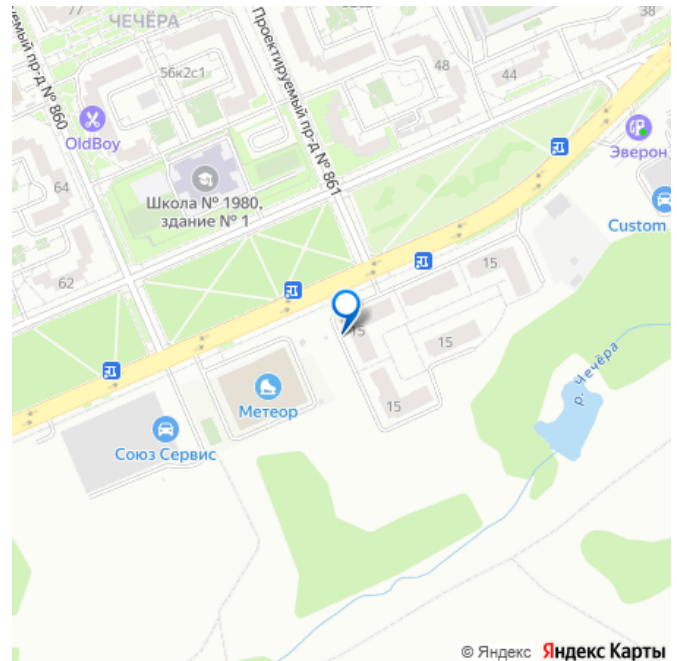 77
ЧЕЧЁРА
38
Проектируемый пр-д № 860
Проектируемый пр-д № 861
56к2с1
48
44
OldBoy
Эверон
64
Школа № 1980,
здание № 1
Custom
62
15
15
15
15
р. Чечёра
Метеор
Союз Сервис
© Яндекс Яндекс Карты